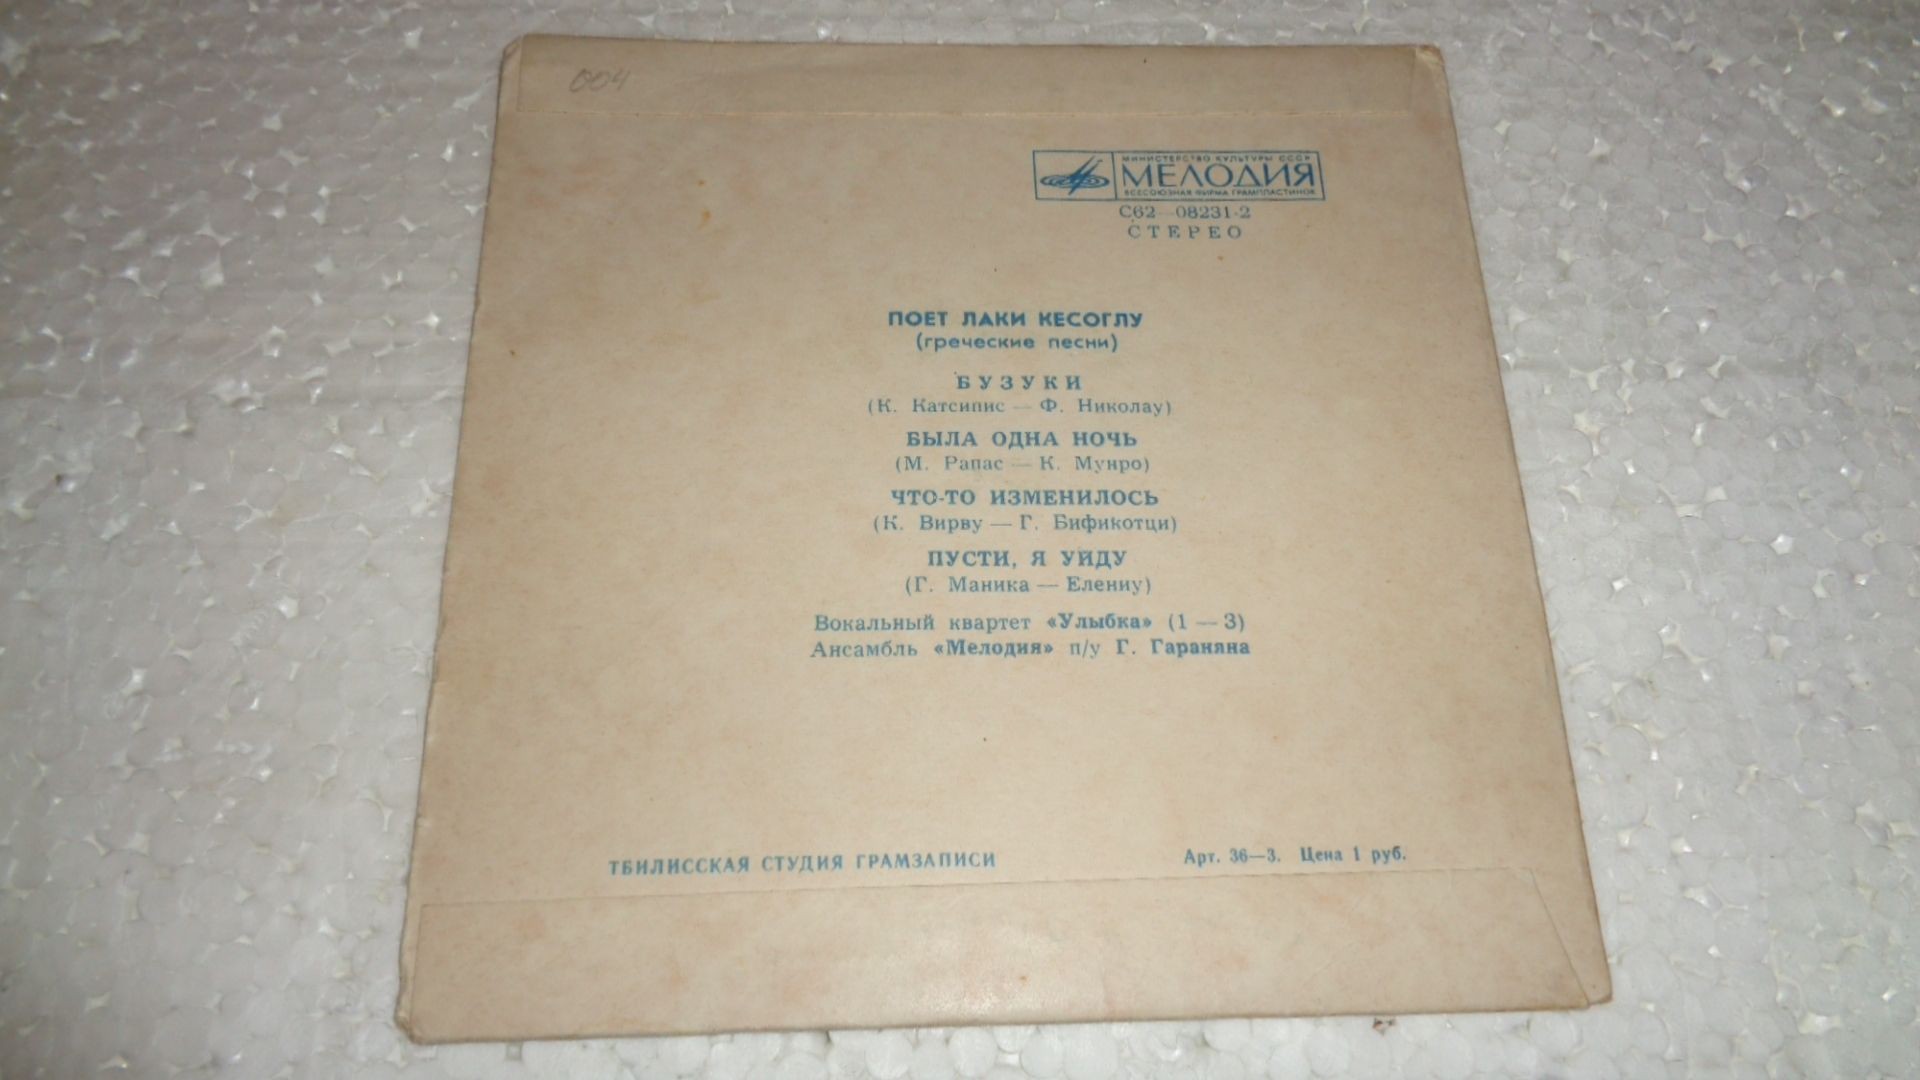 004
МИНИСТЕРСТВО КУЛЬТУРЫ СССР
МЕЛОДИЯ
ВСЕСОЮЗНАЯ ФИРМА ГРАМПЛАСТИНОК
С62—08231-2
СТЕРЕО
ПОЕТ ЛАКИ КЕСОГЛУ
(греческие песни)
БУЗУКИ
(К. Катсипис — Ф. Николау)
БЫЛА ОДНА НОЧЬ
(М. Рапас — К. Мунро)
ЧТО-ТО ИЗМЕНИЛОСЬ
(К. Вирву — Г. Бификотци)
ПУСТИ, Я УЙДУ
(Г. Маника — Елениу)
Вокальный квартет «Улыбка» (1 — 3)
Ансамбль «Мелодия» п/у Г. Гараняна
ТБИЛИССКАЯ СТУДИЯ ГРАМЗАПИСИ
Арт. 36—3. Цена 1 руб.